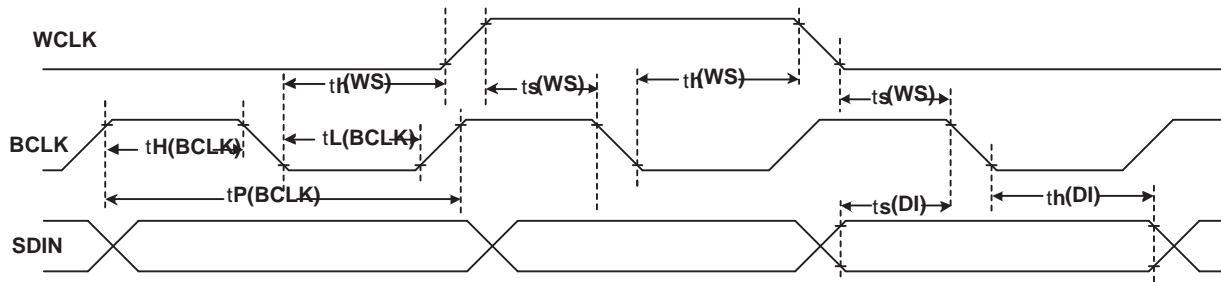 WCLK
th(WS)
ts(WS)
th(WS)
ts(WS)
BCLK
tH(BCLK)
tL(BCLK)
tP(BCLK)
ts(DI)
th(DI)
SDIN